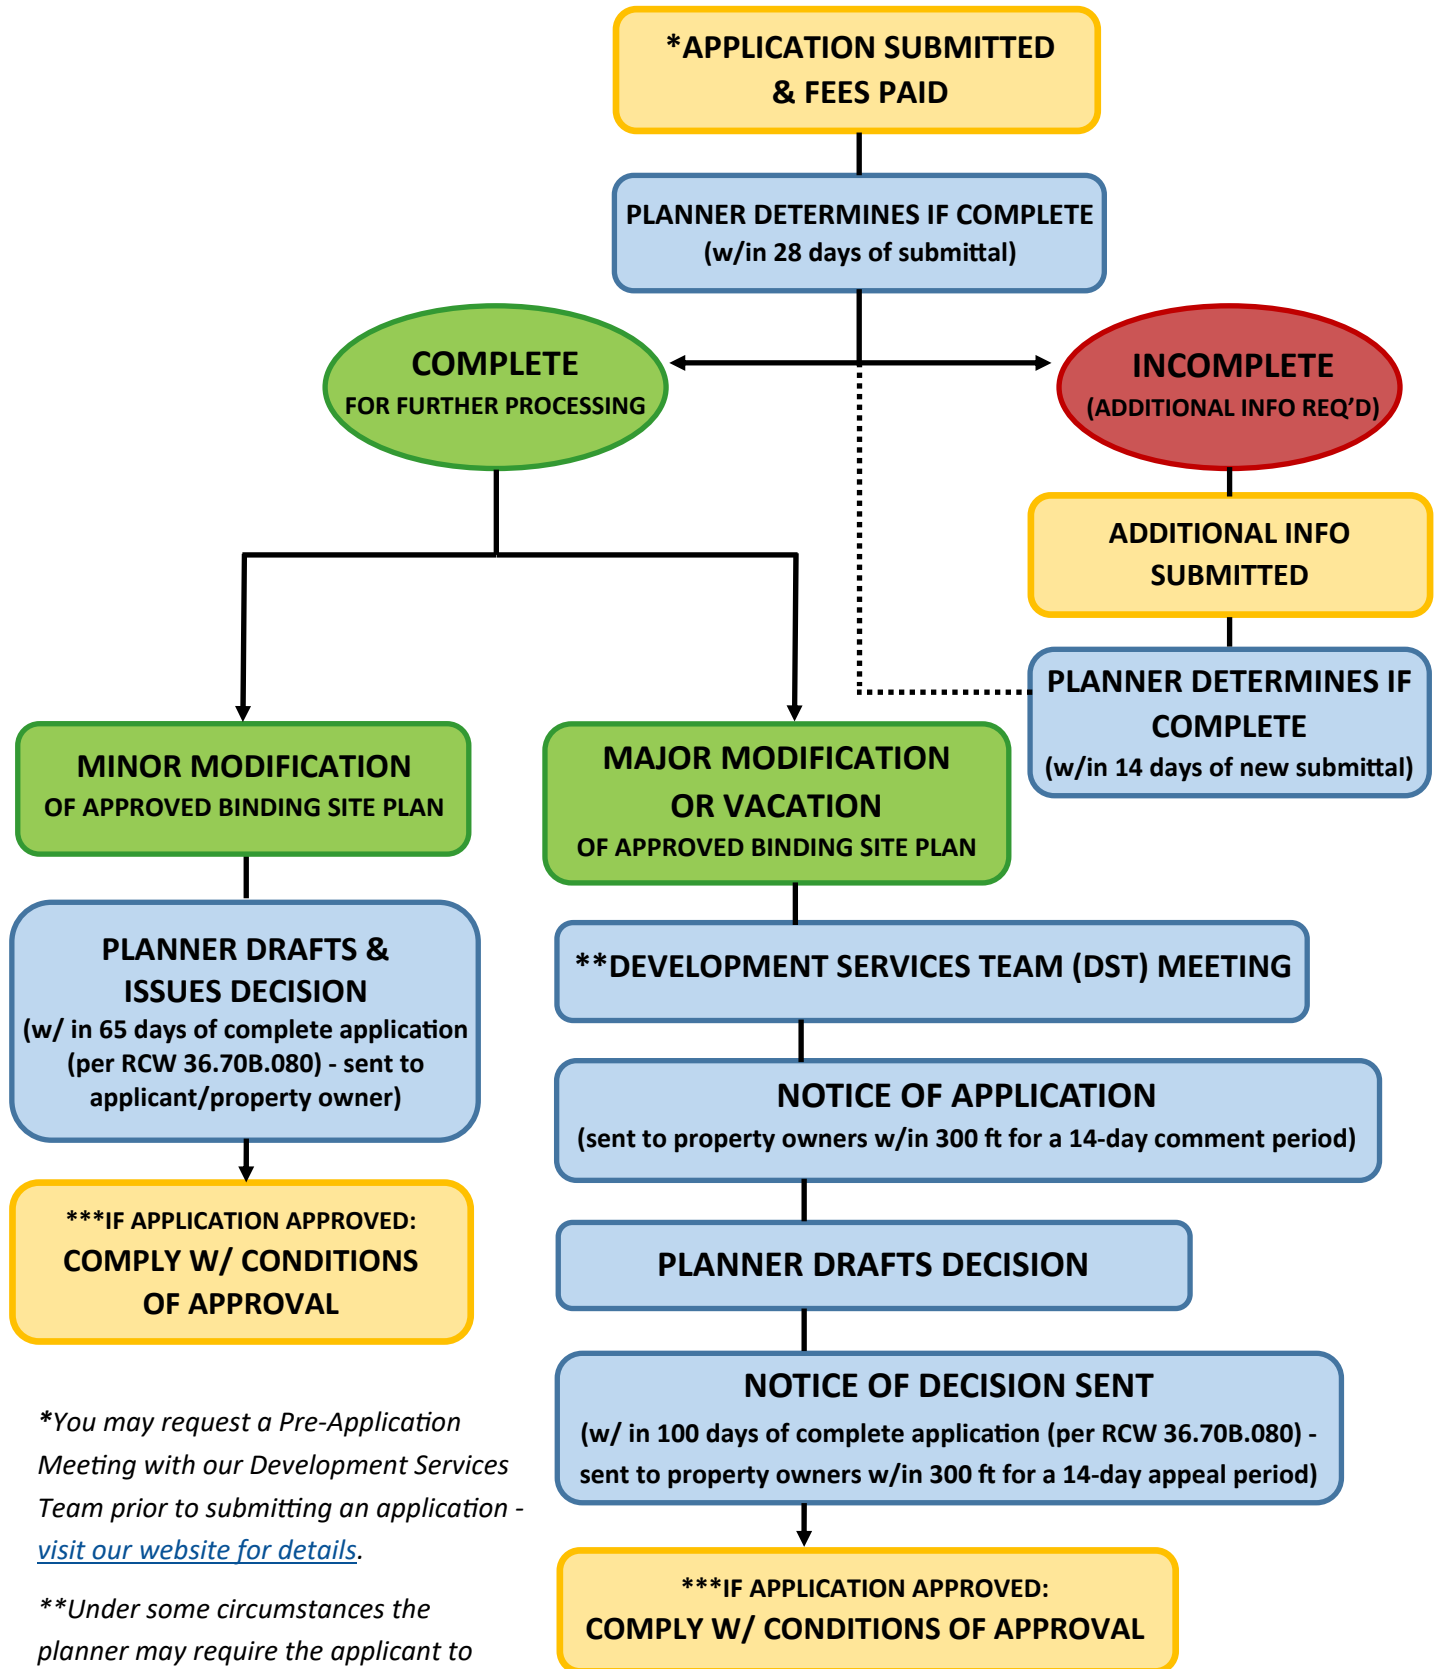 *APPLICATION SUBMITTED
& FEES PAID
PLANNER DETERMINES IF COMPLETE
(w/in 28 days of submittal)
COMPLETE
FOR FURTHER PROCESSING
INCOMPLETE
(ADDITIONAL INFO REQ’D)
ADDITIONAL INFO
SUBMITTED
PLANNER DETERMINES IF
COMPLETE
(w/in 14 days of new submittal)
MINOR MODIFICATION
OF APPROVED BINDING SITE PLAN
PLANNER DRAFTS &
ISSUES DECISION
(w/ in 65 days of complete application
(per RCW 36.70B.080) - sent to
applicant/property owner)
***IF APPLICATION APPROVED:
COMPLY W/ CONDITIONS
OF APPROVAL
MAJOR MODIFICATION
OR VACATION
OF APPROVED BINDING SITE PLAN
**DEVELOPMENT SERVICES TEAM (DST) MEETING
NOTICE OF APPLICATION
(sent to property owners w/in 300 ft for a 14-day comment period)
PLANNER DRAFTS DECISION
NOTICE OF DECISION SENT
(w/ in 100 days of complete application (per RCW 36.70B.080) -
sent to property owners w/in 300 ft for a 14-day appeal period)
***IF APPLICATION APPROVED:
COMPLY W/ CONDITIONS OF APPROVAL
*You may request a Pre-Application
Meeting with our Development Services
Team prior to submitting an application -
visit our website for details.
**Under some circumstances the
planner may require the applicant to